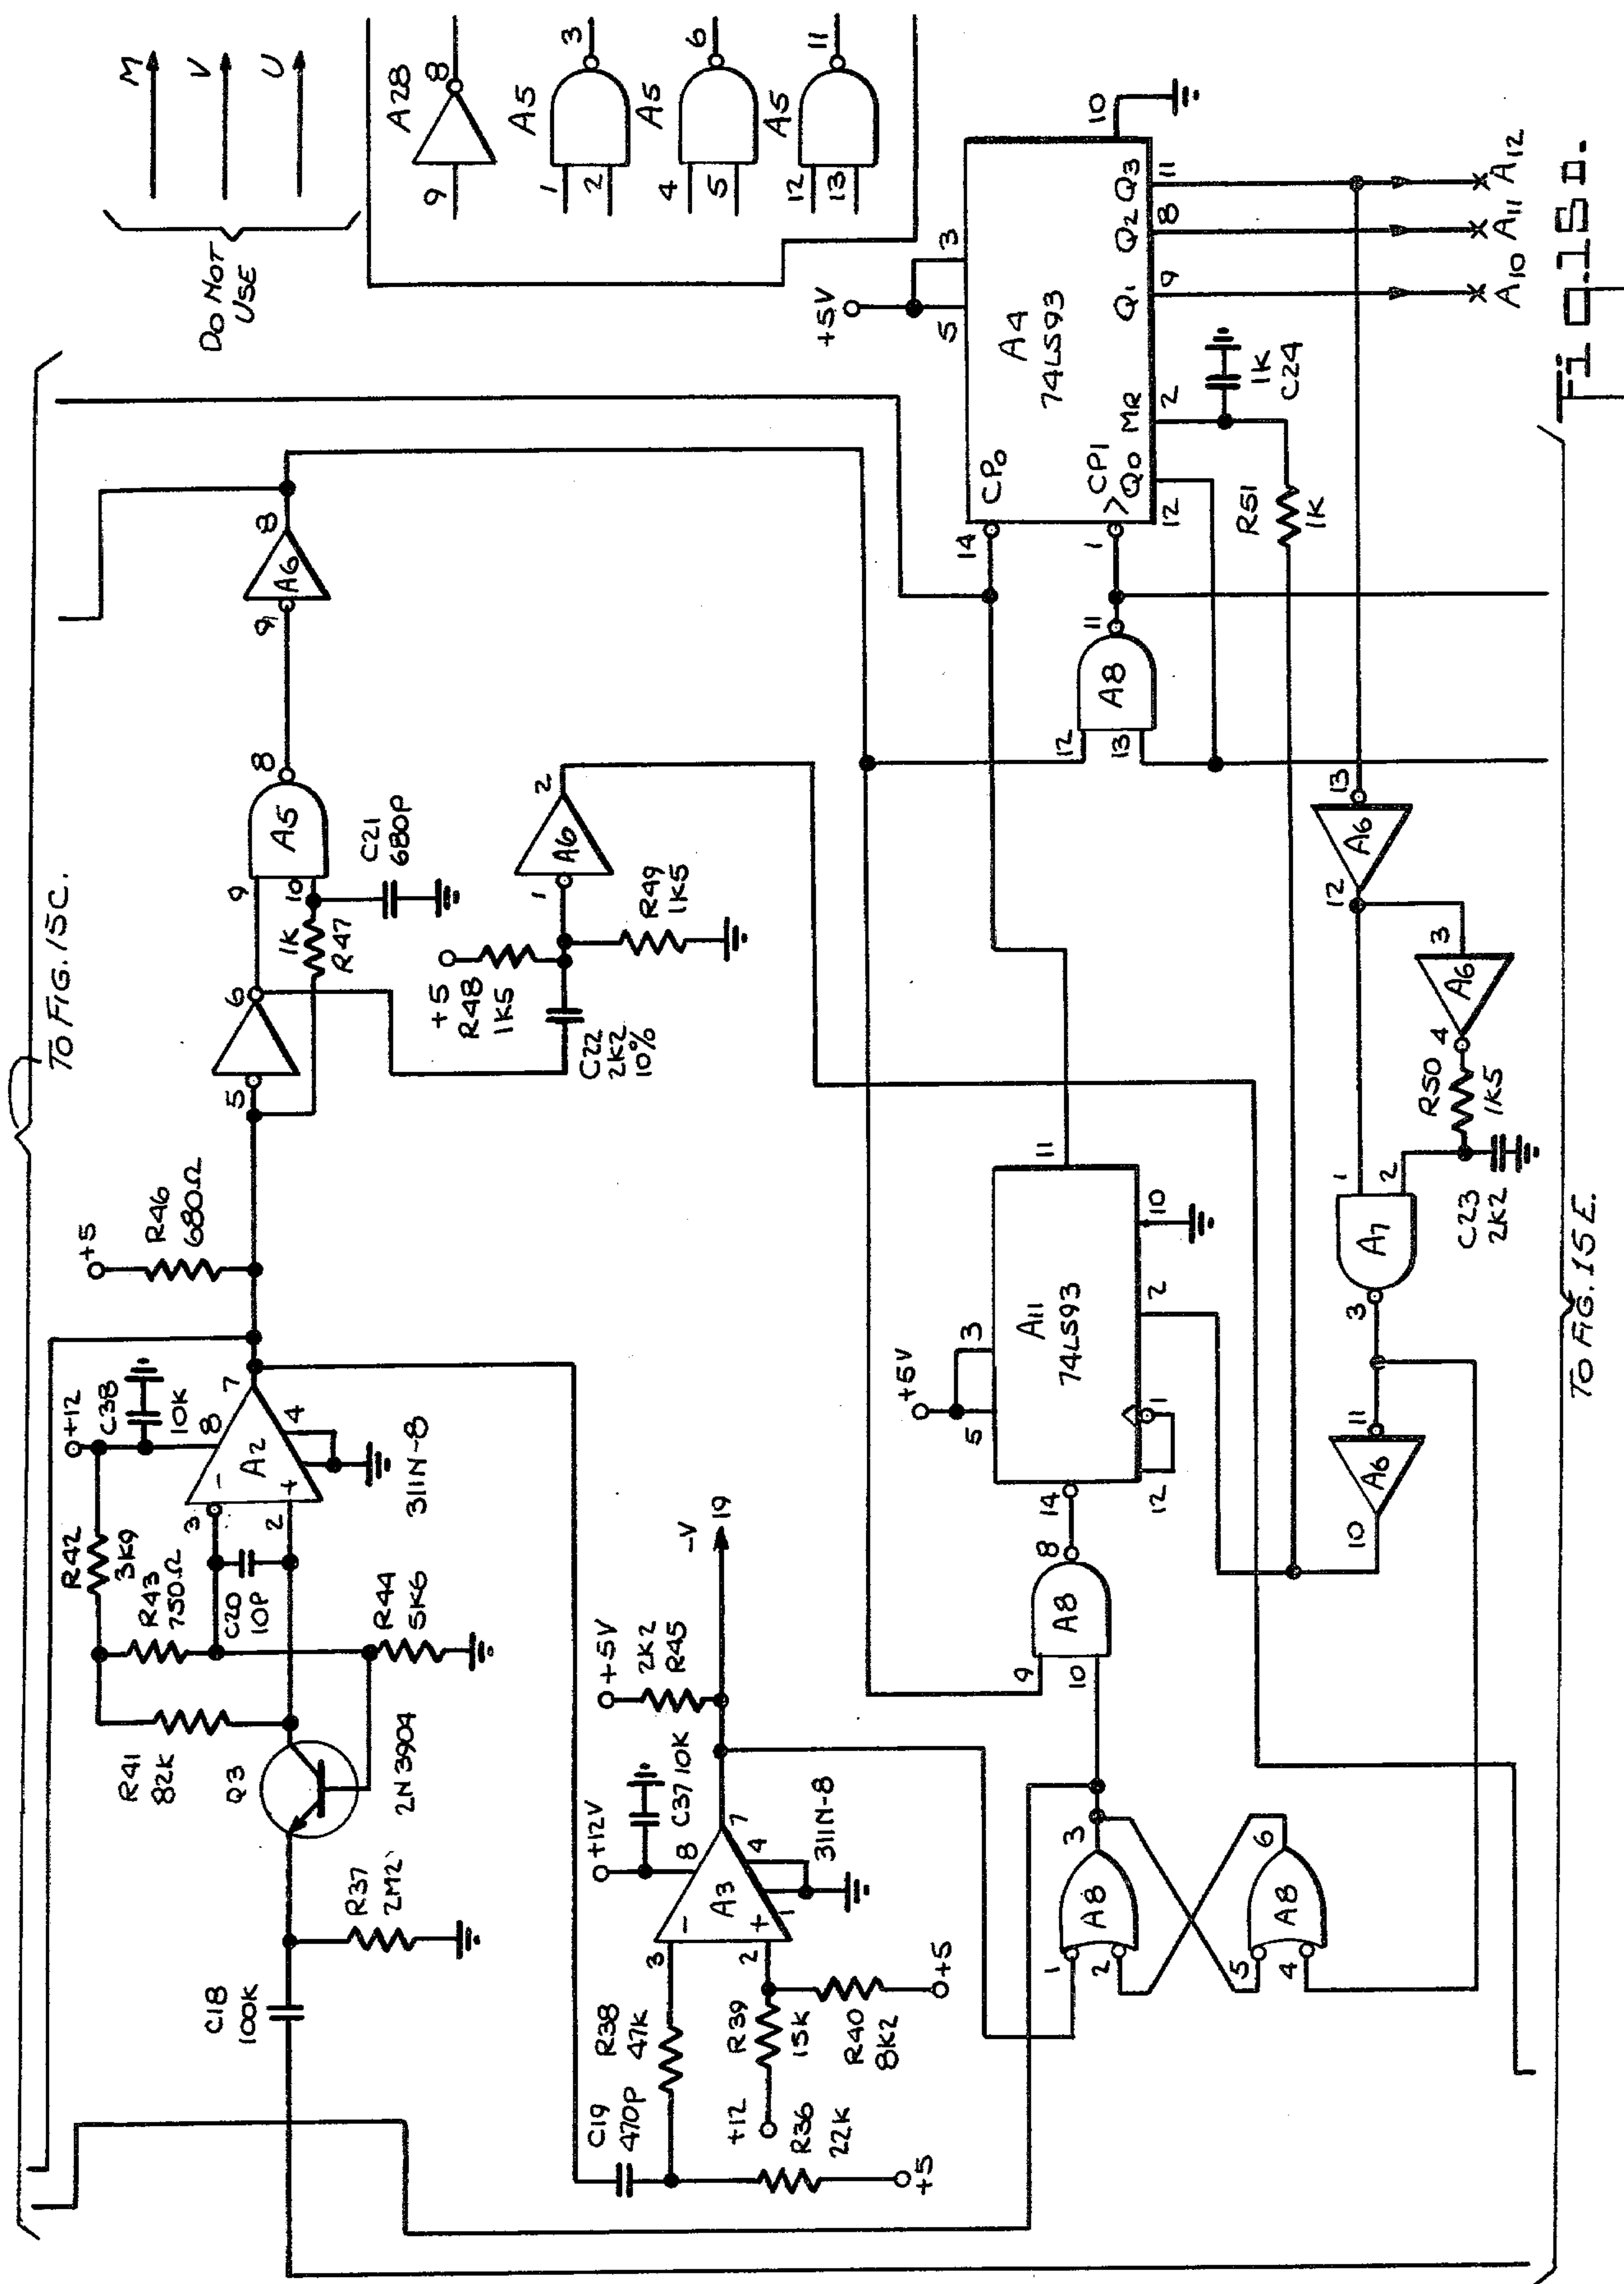 TO FIG. 15C.
M
V
U
DO NOT
USE
A28
9
8
A5
1
2
3
A5
4
5
6
A5
12
13
11
+5
R46
680Ω
5
6
9
10
A5
8
1K
R47
C21
680P
9
A6
8
+5
R48
1K5
C22
2K2
10%
1
A6
2
R49
1K5
+12
C38
10K
R42
3K9
R43
750Ω
C20
10P
R44
5K6
R41
82K
Q3
2N3904
3
2
-
+
A2
8
7
4
311N-8
C18
100K
R37
2M2
C19
470P
R38
47K
R39
15K
+12
R36
22K
+5
R40
8K2
+5
3
2
-
+
A3
1
8
7
4
311N-8
+12V
C37 10K
+5V
2K2
R45
-V
19
+5V
5
3
CP0
14
A4
74LS93
10
1
CP1
Q0
MR
Q1
Q2
Q3
12
2
9
8
11
1K
C24
R51
1K
A10
A11
A12
12
13
A8
11
+5V
5
3
14
A11
74LS93
11
12
1
2
10
9
10
A8
8
1
2
A8
3
5
4
A8
6
13
A6
12
3
A6
4
R50
1K5
C23
2K2
1
2
A7
3
11
A6
10
TO FIG. 15E.
Fig. 15D.